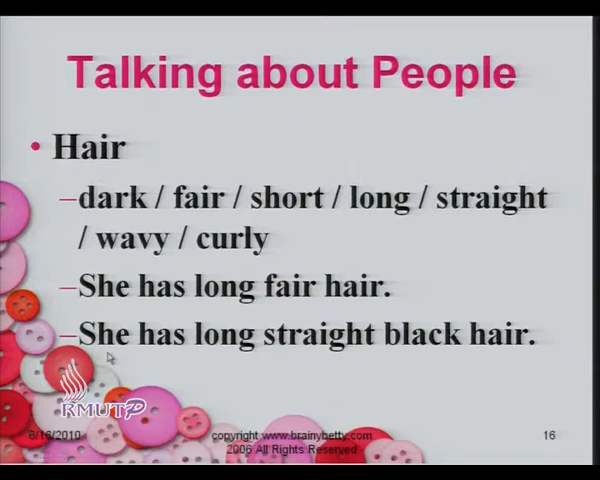 Talking about People
• Hair
–dark / fair / short / long / straight
/ wavy / curly
–She has long fair hair.
–She has long straight black hair.
RMUTP
6/16/2010
copyright www.brainybetty.com
2006 All Rights Reserved
16